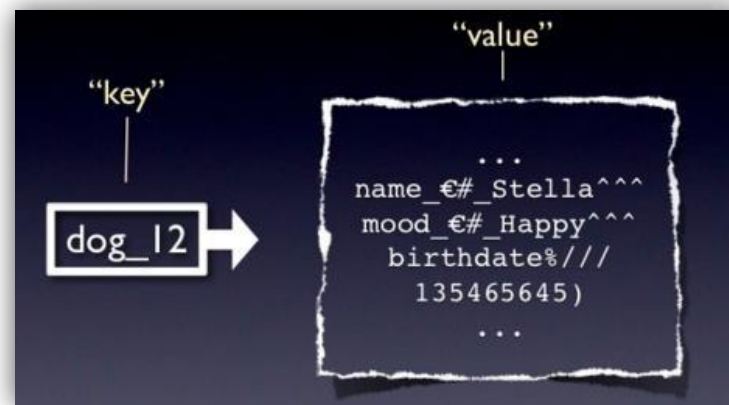 “key”
dog_12
“value”
...
name_€#_Stella^^^
mood_€#_Happy^^^
birthdate%///
135465645)
...